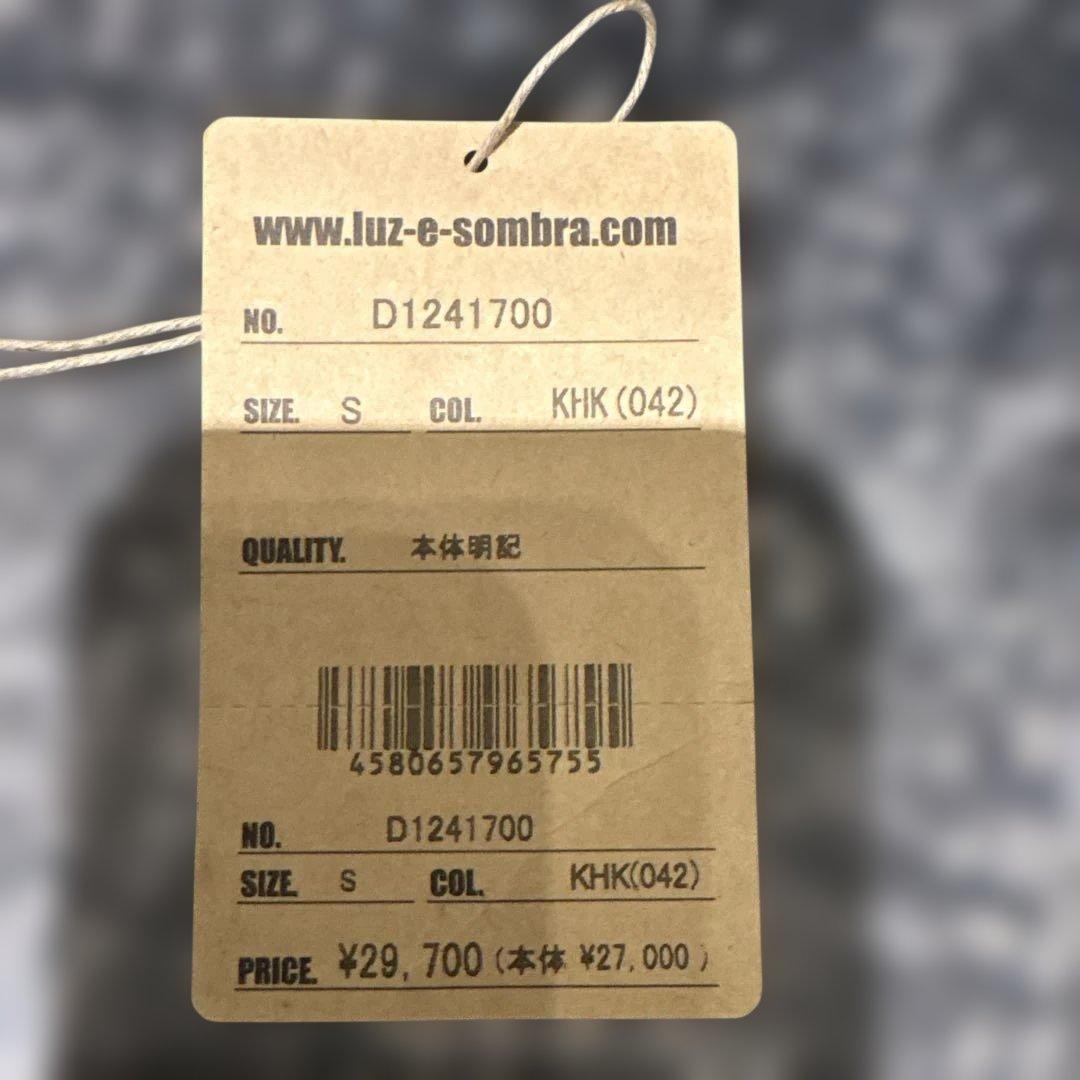 www.luz-e-sombra.com
NO. D1241700
SIZE. S COL. KHK(042)
QUALITY. 本体明記
4580657965755
NO. D1241700
SIZE. S COL. KHK(042)
PRICE. ¥29,700(本体 ¥27,000)